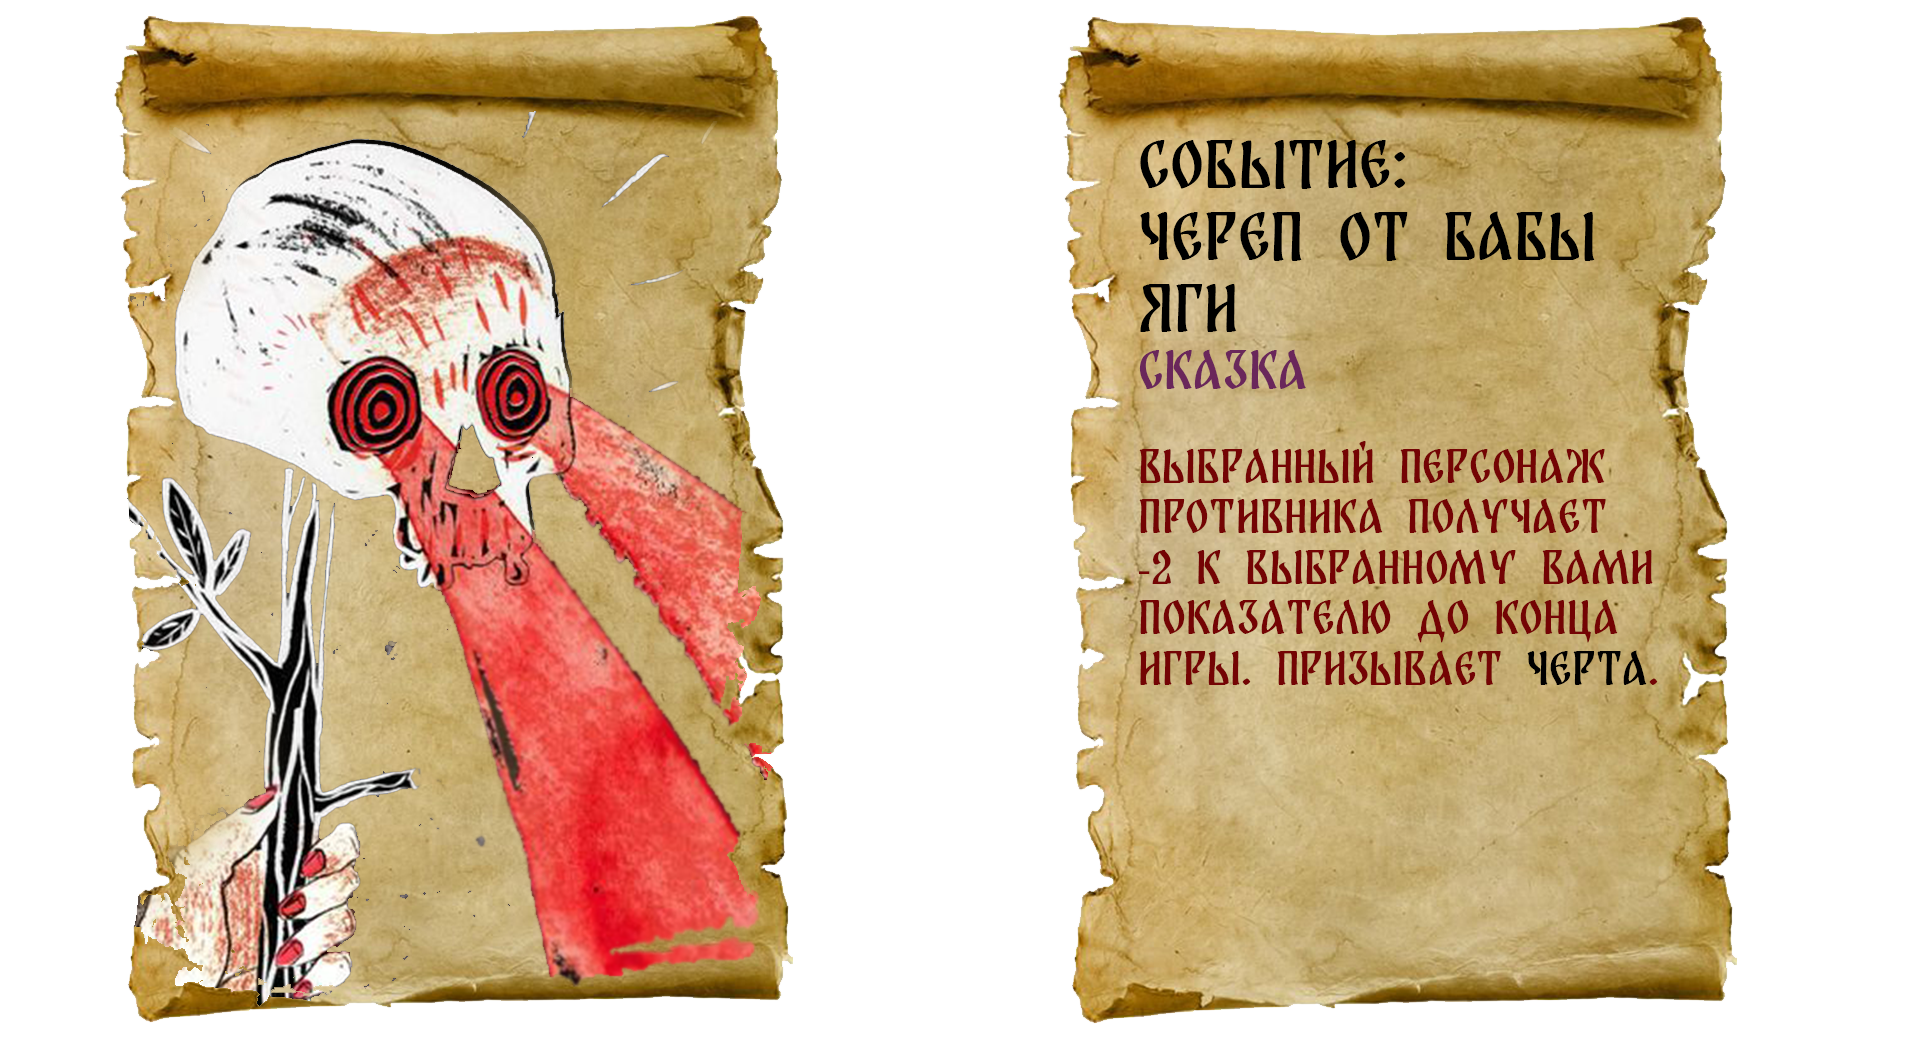 СОБЫТИЕ:
ЧЕРЕП ОТ БАБЫ
ЯГИ
СКАЗКА
ВЫБРАННЫЙ ПЕРСОНАЖ
ПРОТИВНИКА ПОЛУЧАЕТ
-2 К ВЫБРАННОМУ ВАМИ
ПОКАЗАТЕЛЮ ДО КОНЦА
ИГРЫ. ПРИЗЫВАЕТ ЧЕРТА.